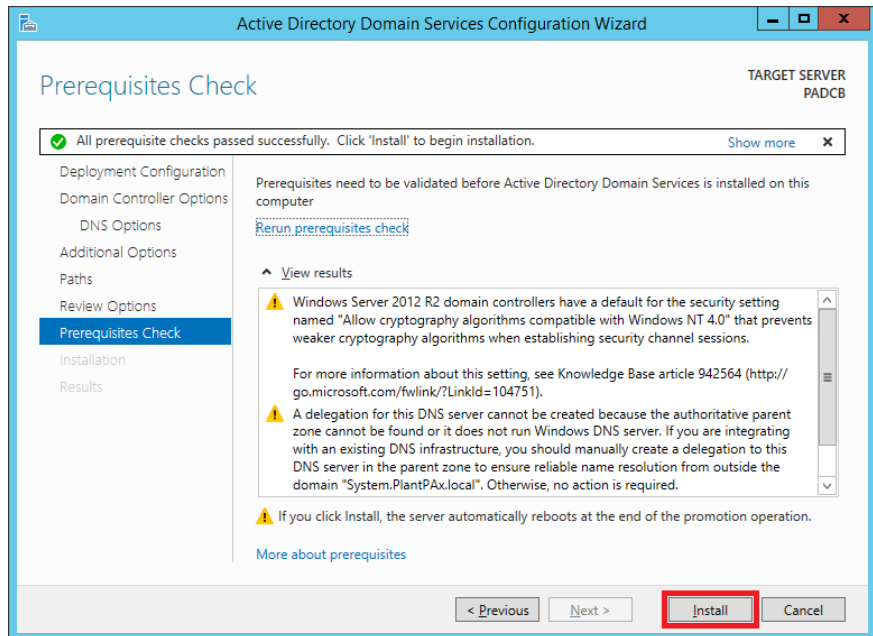 Active Directory Domain Services Configuration Wizard
Prerequisites Check
TARGET SERVER
PADCB
All prerequisite checks passed successfully. Click 'Install' to begin installation.
Show more
Deployment Configuration
Domain Controller Options
DNS Options
Additional Options
Paths
Review Options
Prerequisites Check
Installation
Results
Prerequisites need to be validated before Active Directory Domain Services is installed on this
computer
Rerun prerequisites check
View results
Windows Server 2012 R2 domain controllers have a default for the security setting
named "Allow cryptography algorithms compatible with Windows NT 4.0" that prevents
weaker cryptography algorithms when establishing security channel sessions.
For more information about this setting, see Knowledge Base article 942564 (http://
go.microsoft.com/fwlink/?LinkId=104751).
A delegation for this DNS server cannot be created because the authoritative parent
zone cannot be found or it does not run Windows DNS server. If you are integrating
with an existing DNS infrastructure, you should manually create a delegation to this
DNS server in the parent zone to ensure reliable name resolution from outside the
domain "System.PlantPAx.local". Otherwise, no action is required.
If you click Install, the server automatically reboots at the end of the promotion operation.
More about prerequisites
< Previous
Next >
Install
Cancel